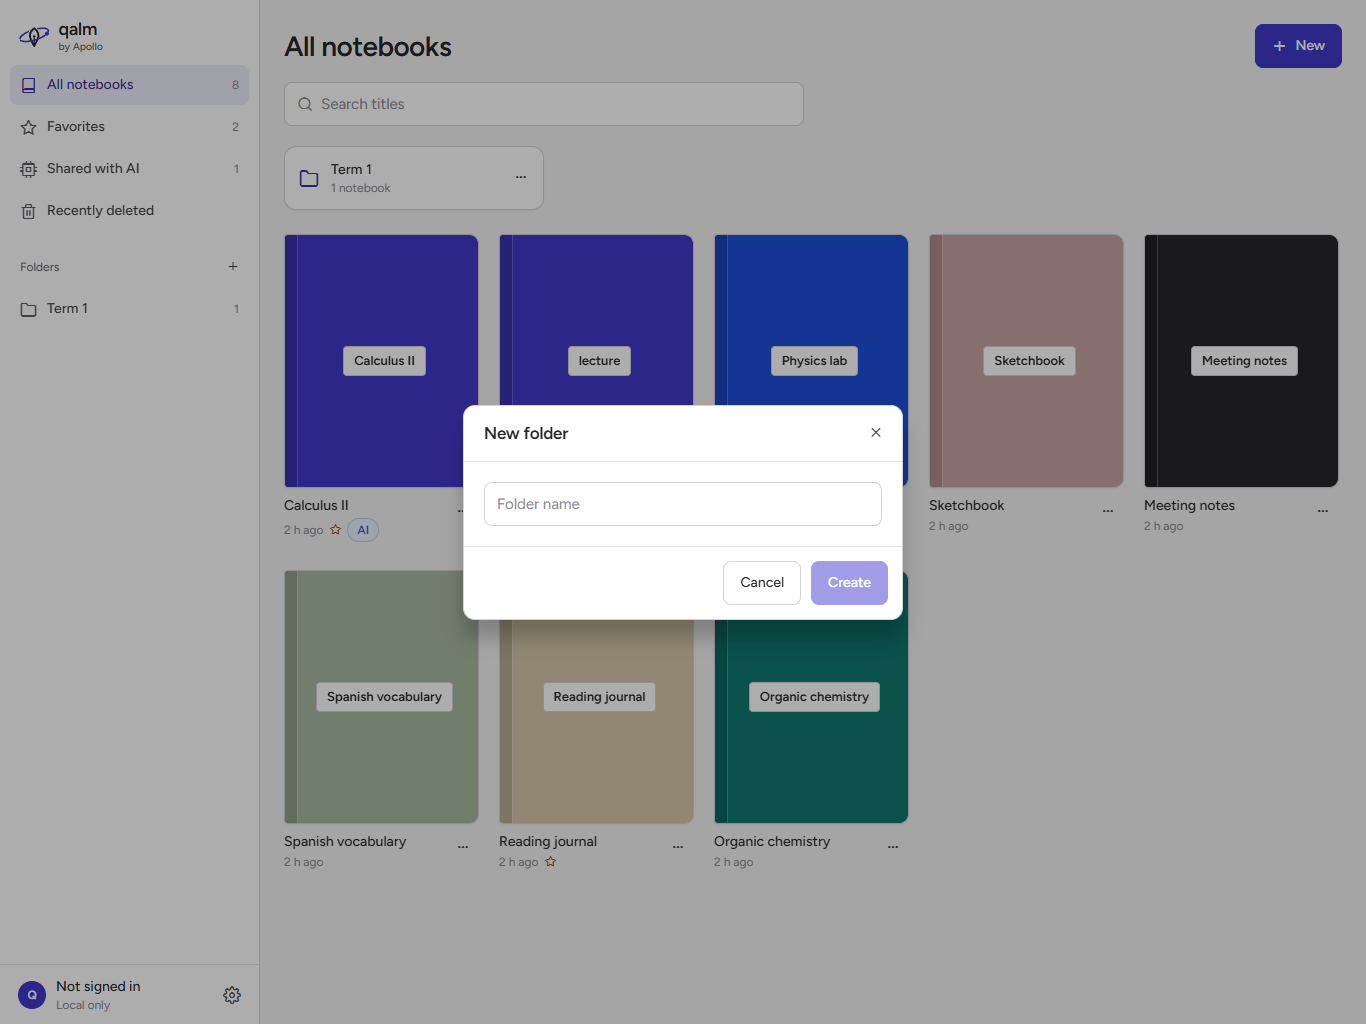 qalm
by Apollo
All notebooks 8
Favorites 2
Shared with AI 1
Recently deleted
Folders +
Term 1 1
Not signed in
Local only
Q
All notebooks
+ New
Search titles
Term 1
1 notebook
...
Calculus II
lecture
Physics lab
Sketchbook
Meeting notes
Calculus II
2 h ago AI
Sketchbook ...
2 h ago
Meeting notes ...
2 h ago
New folder
Folder name
Cancel
Create
Spanish vocabulary
Reading journal
Organic chemistry
Spanish vocabulary ...
2 h ago
Reading journal ...
2 h ago
Organic chemistry ...
2 h ago